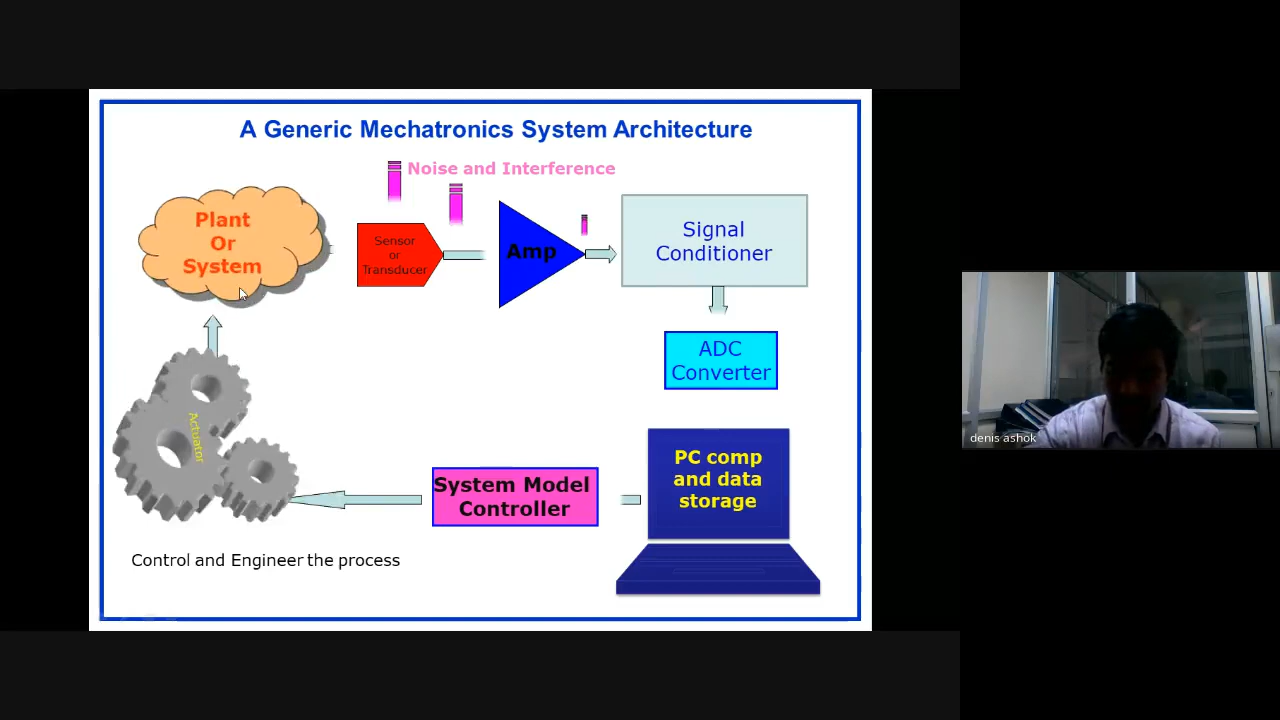 A Generic Mechatronics System Architecture
Noise and Interference
Plant
Or
System
Sensor
or
Transducer
Amp
Signal
Conditioner
ADC
Converter
Actuator
System Model
Controller
PC comp
and data
storage
Control and Engineer the process
denis ashok